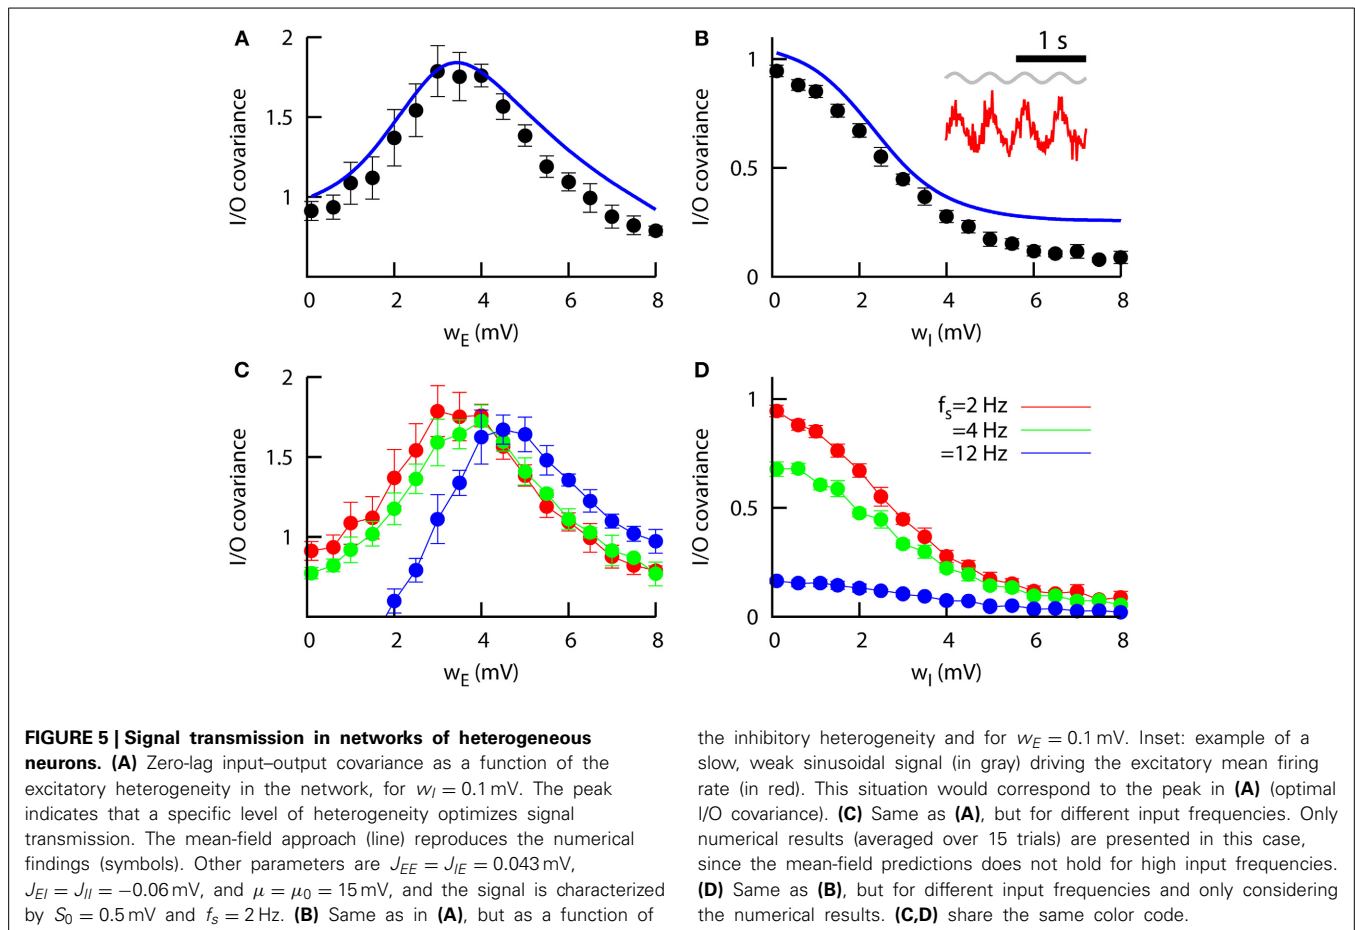 A
2
1.5
1
I/O covariance
0
2
4
6
8
w_E (mV)
B
1
0.5
0
I/O covariance
1 s
0
2
4
6
8
w_I (mV)
C
2
1.5
1
I/O covariance
0
2
4
6
8
w_E (mV)
D
1
0.5
0
I/O covariance
f_s=2 Hz
=4 Hz
=12 Hz
0
2
4
6
8
w_I (mV)
FIGURE 5 | Signal transmission in networks of heterogeneous
neurons. (A) Zero-lag input–output covariance as a function of the
excitatory heterogeneity in the network, for w_I = 0.1 mV. The peak
indicates that a specific level of heterogeneity optimizes signal
transmission. The mean-field approach (line) reproduces the numerical
findings (symbols). Other parameters are J_EE = J_IE = 0.043 mV,
J_EI = J_II = −0.06 mV, and μ = μ_0 = 15 mV, and the signal is characterized
by S_0 = 0.5 mV and f_s = 2 Hz. (B) Same as in (A), but as a function of
the inhibitory heterogeneity and for w_E = 0.1 mV. Inset: example of a
slow, weak sinusoidal signal (in gray) driving the excitatory mean firing
rate (in red). This situation would correspond to the peak in (A) (optimal
I/O covariance). (C) Same as (A), but for different input frequencies. Only
numerical results (averaged over 15 trials) are presented in this case,
since the mean-field predictions does not hold for high input frequencies.
(D) Same as (B), but for different input frequencies and only considering
the numerical results. (C,D) share the same color code.